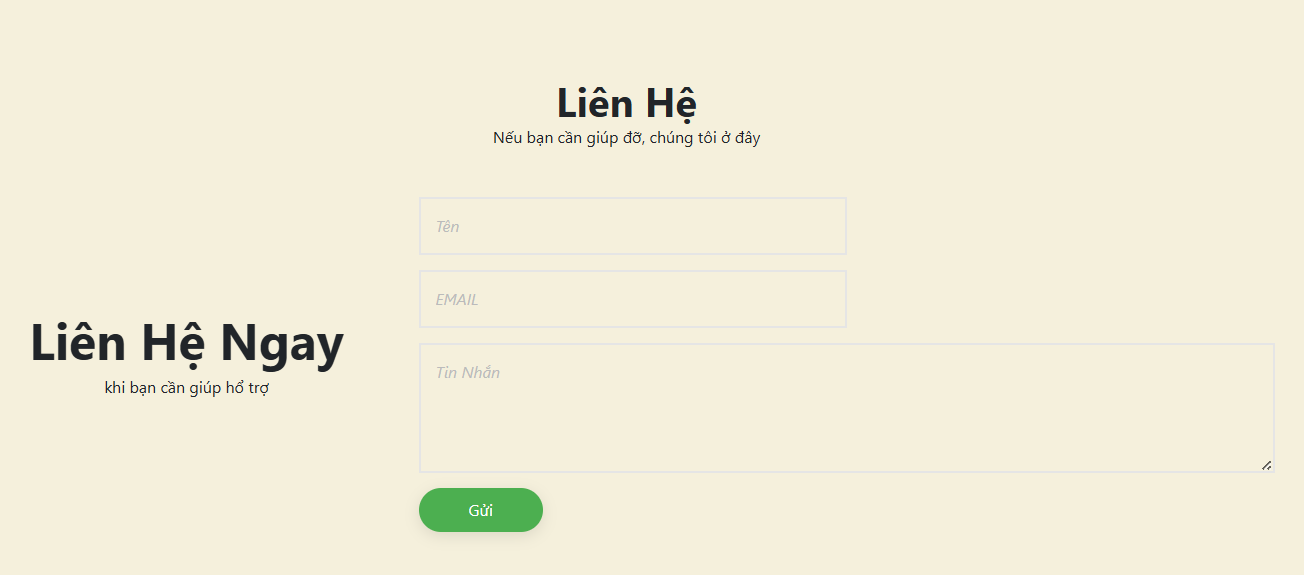 Liên Hệ
Nếu bạn cần giúp đỡ, chúng tôi ở đây
Liên Hệ Ngay
khi bạn cần giúp hổ trợ
Tên
EMAIL
Tin Nhắn
Gửi